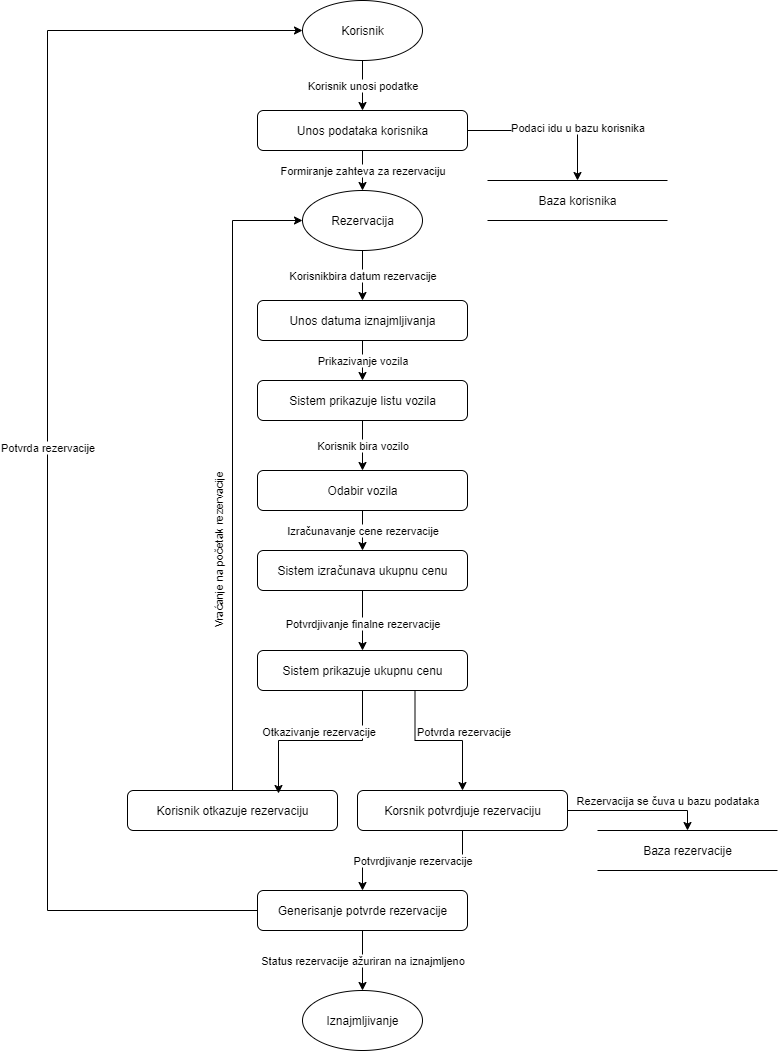 Korisnik
Korisnik unosi podatke
Unos podataka korisnika
Podaci idu u bazu korisnika
Formiranje zahteva za rezervaciju
Baza korisnika
Rezervacija
Korisnikbira datum rezervacije
Unos datuma iznajmljivanja
Prikazivanje vozila
Sistem prikazuje listu vozila
Korisnik bira vozilo
Potvrda rezervacije
Odabir vozila
Vraćanje na početak rezervacije
Izračunavanje cene rezervacije
Sistem izračunava ukupnu cenu
Potvrdjivanje finalne rezervacije
Sistem prikazuje ukupnu cenu
Otkazivanje rezervacije
Potvrda rezervacije
Korisnik otkazuje rezervaciju
Korsnik potvrdjuje rezervaciju
Rezervacija se čuva u bazu podataka
Baza rezervacije
Potvrdjivanje rezervacije
Generisanje potvrde rezervacije
Status rezervacije ažuriran na iznajmljeno
Iznajmljivanje